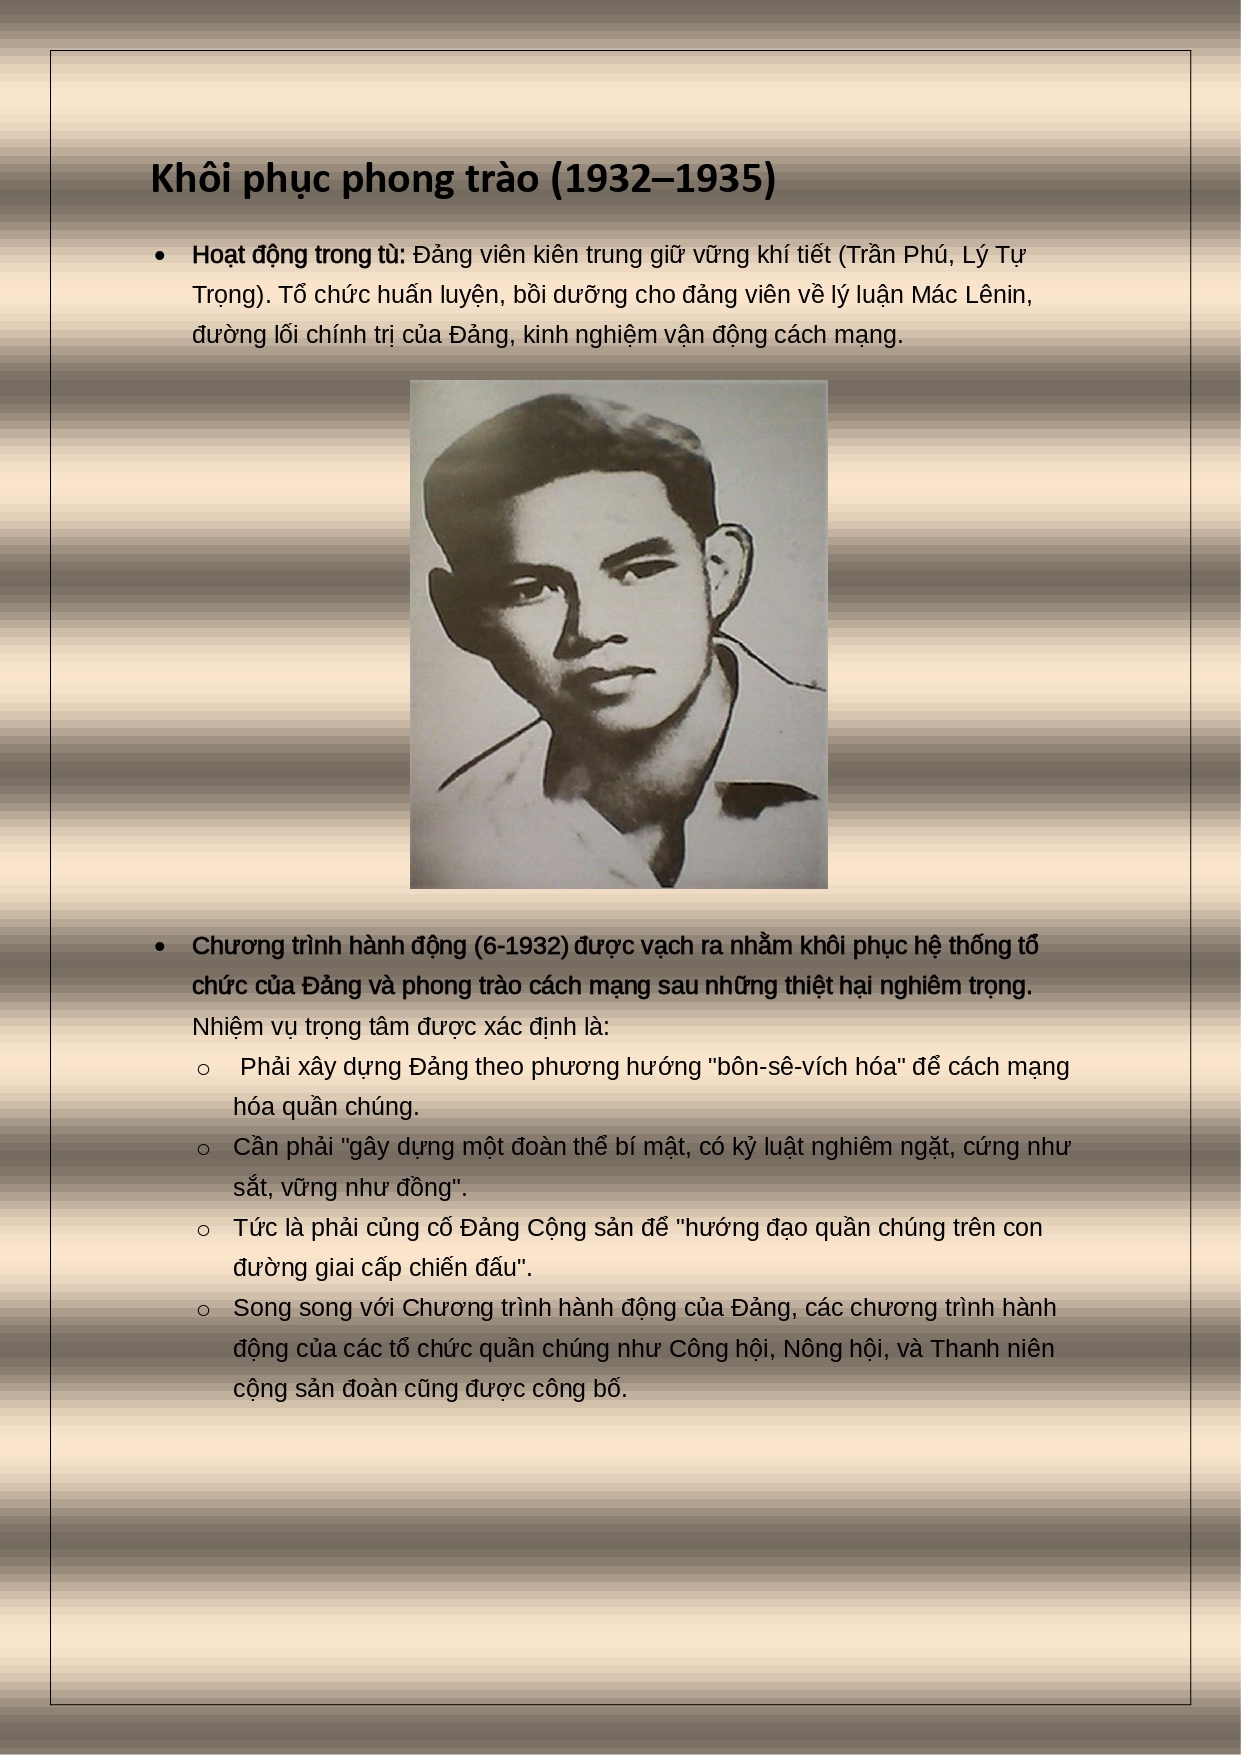 Khôi phục phong trào (1932–1935)
• Hoạt động trong tù: Đảng viên kiên trung giữ vững khí tiết (Trần Phú, Lý Tự
Trọng). Tổ chức huấn luyện, bồi dưỡng cho đảng viên về lý luận Mác Lênin,
đường lối chính trị của Đảng, kinh nghiệm vận động cách mạng.
• Chương trình hành động (6-1932) được vạch ra nhằm khôi phục hệ thống tổ
chức của Đảng và phong trào cách mạng sau những thiệt hại nghiêm trọng.
Nhiệm vụ trọng tâm được xác định là:
o Phải xây dựng Đảng theo phương hướng "bôn-sê-vích hóa" để cách mạng
hóa quần chúng.
o Cần phải "gây dựng một đoàn thể bí mật, có kỷ luật nghiêm ngặt, cứng như
sắt, vững như đồng".
o Tức là phải củng cố Đảng Cộng sản để "hướng đạo quần chúng trên con
đường giai cấp chiến đấu".
o Song song với Chương trình hành động của Đảng, các chương trình hành
động của các tổ chức quần chúng như Công hội, Nông hội, và Thanh niên
cộng sản đoàn cũng được công bố.